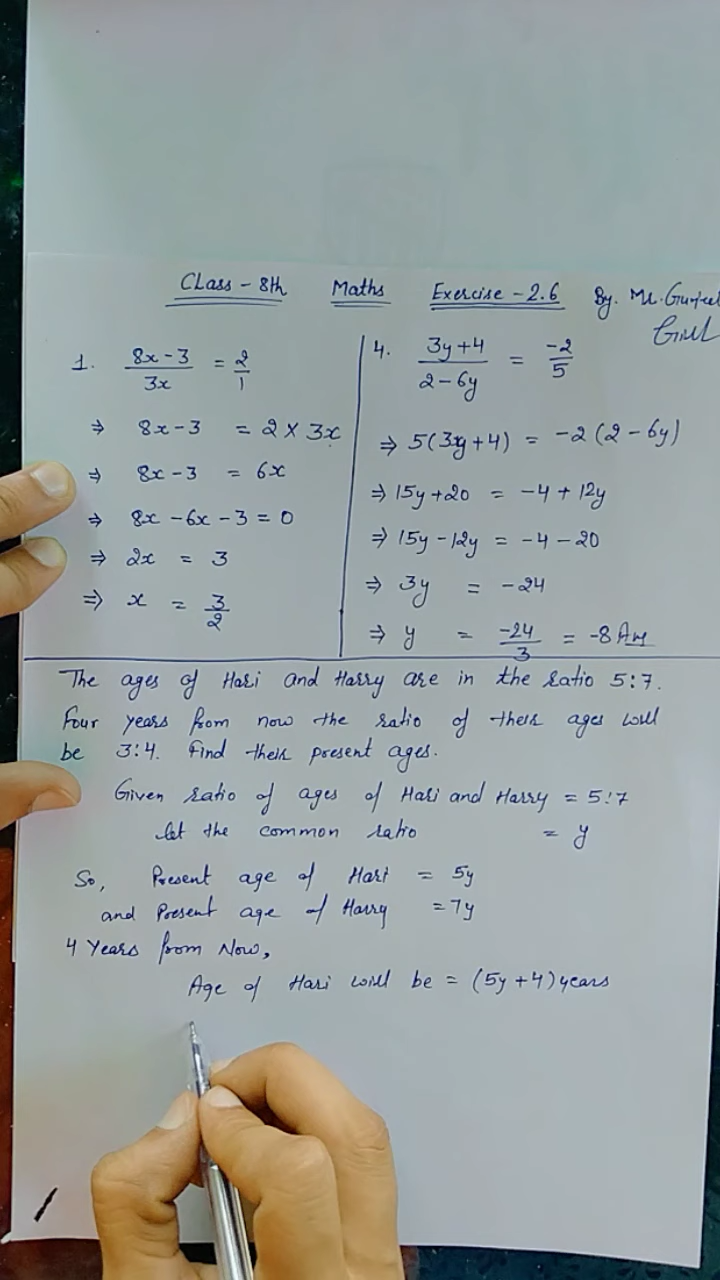 Class - 8th Maths Exercise - 2.6 By. Mr. Gurjeet
Gill
1. 8x-3/3x = 2/1
⇒ 8x-3 = 2 × 3x
⇒ 8x-3 = 6x
⇒ 8x - 6x - 3 = 0
⇒ 2x = 3
⇒ x = 3/2
4. 3y+4/2-6y = -2/5
⇒ 5(3y+4) = -2(2-6y)
⇒ 15y+20 = -4+12y
⇒ 15y-12y = -4-20
⇒ 3y = -24
⇒ y = -24/3 = -8 Ans
The ages of Hari and Harry are in the ratio 5:7.
Four years from now the ratio of their ages will
be 3:4. Find their present ages.
Given ratio of ages of Hari and Harry = 5:7
let the common ratio = y
So, Present age of Hari = 5y
and Present age of Harry = 7y
4 Years from Now,
Age of Hari will be = (5y+4) years